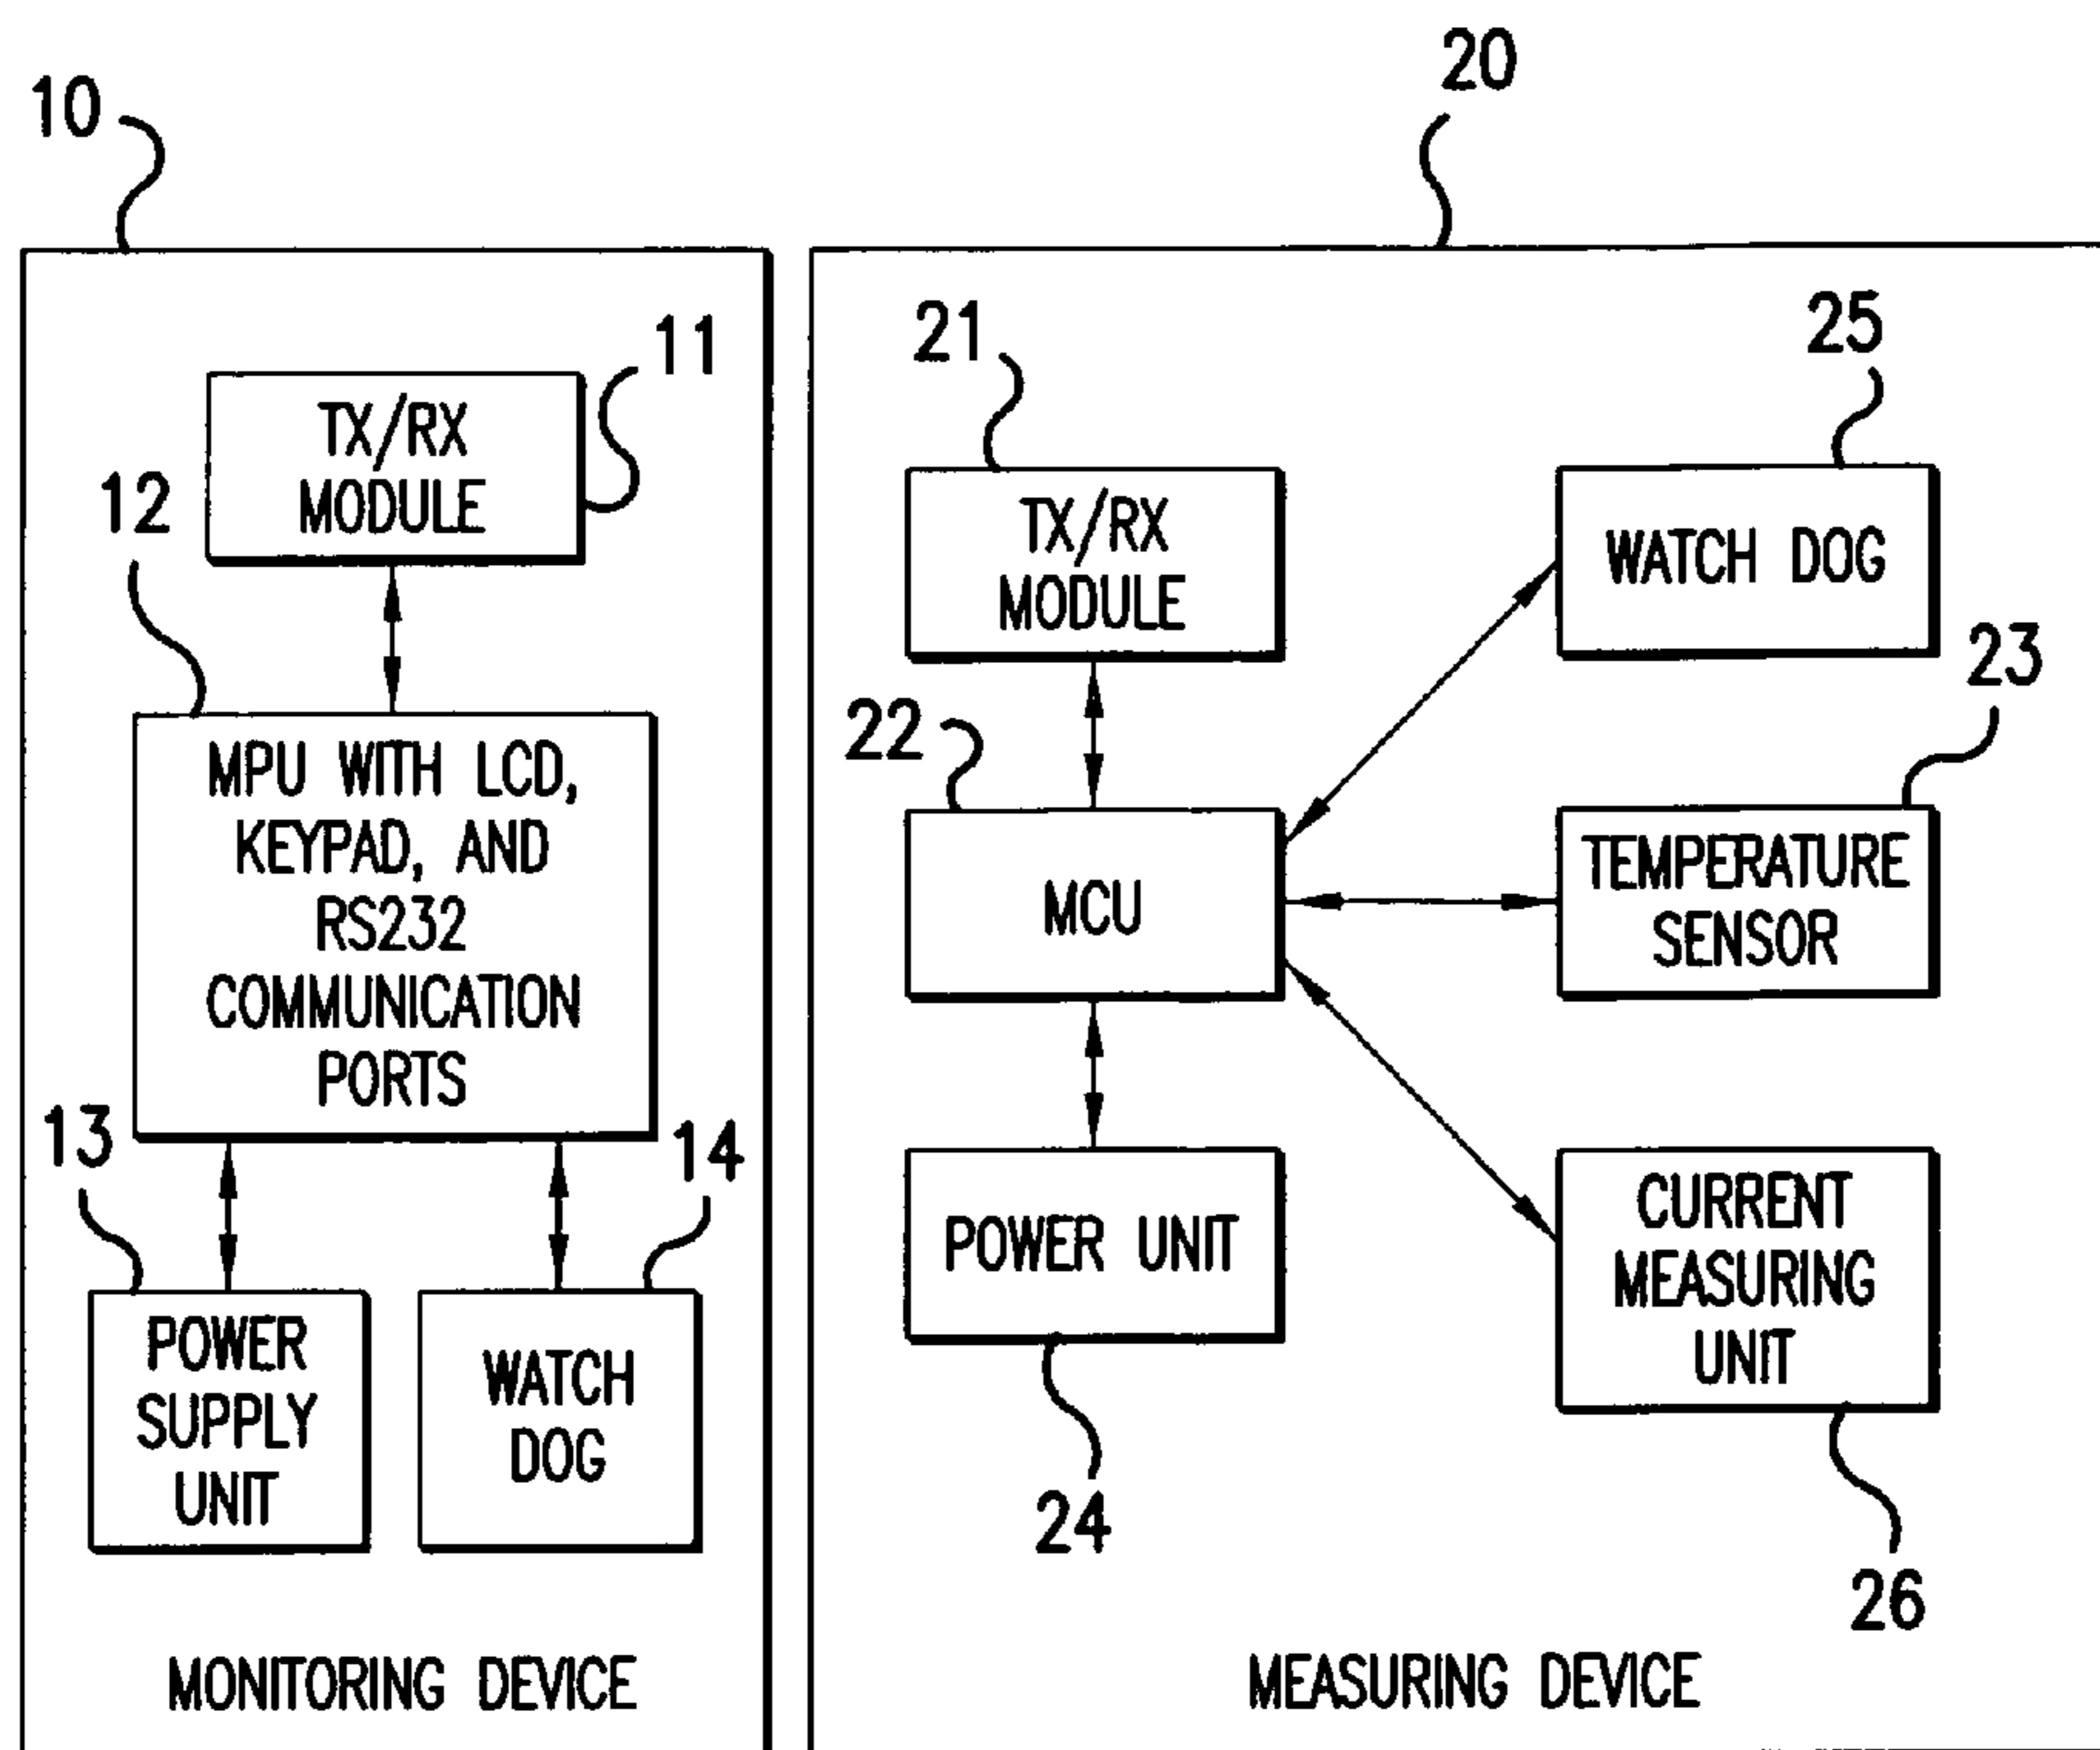 10
20
11
TX/RX
MODULE
12
MPU WITH LCD,
KEYPAD, AND
RS232
COMMUNICATION
PORTS
13
14
POWER
SUPPLY
UNIT
WATCH
DOG
MONITORING DEVICE
21
25
TX/RX
MODULE
WATCH DOG
23
22
MCU
TEMPERATURE
SENSOR
POWER UNIT
CURRENT
MEASURING
UNIT
24
26
MEASURING DEVICE